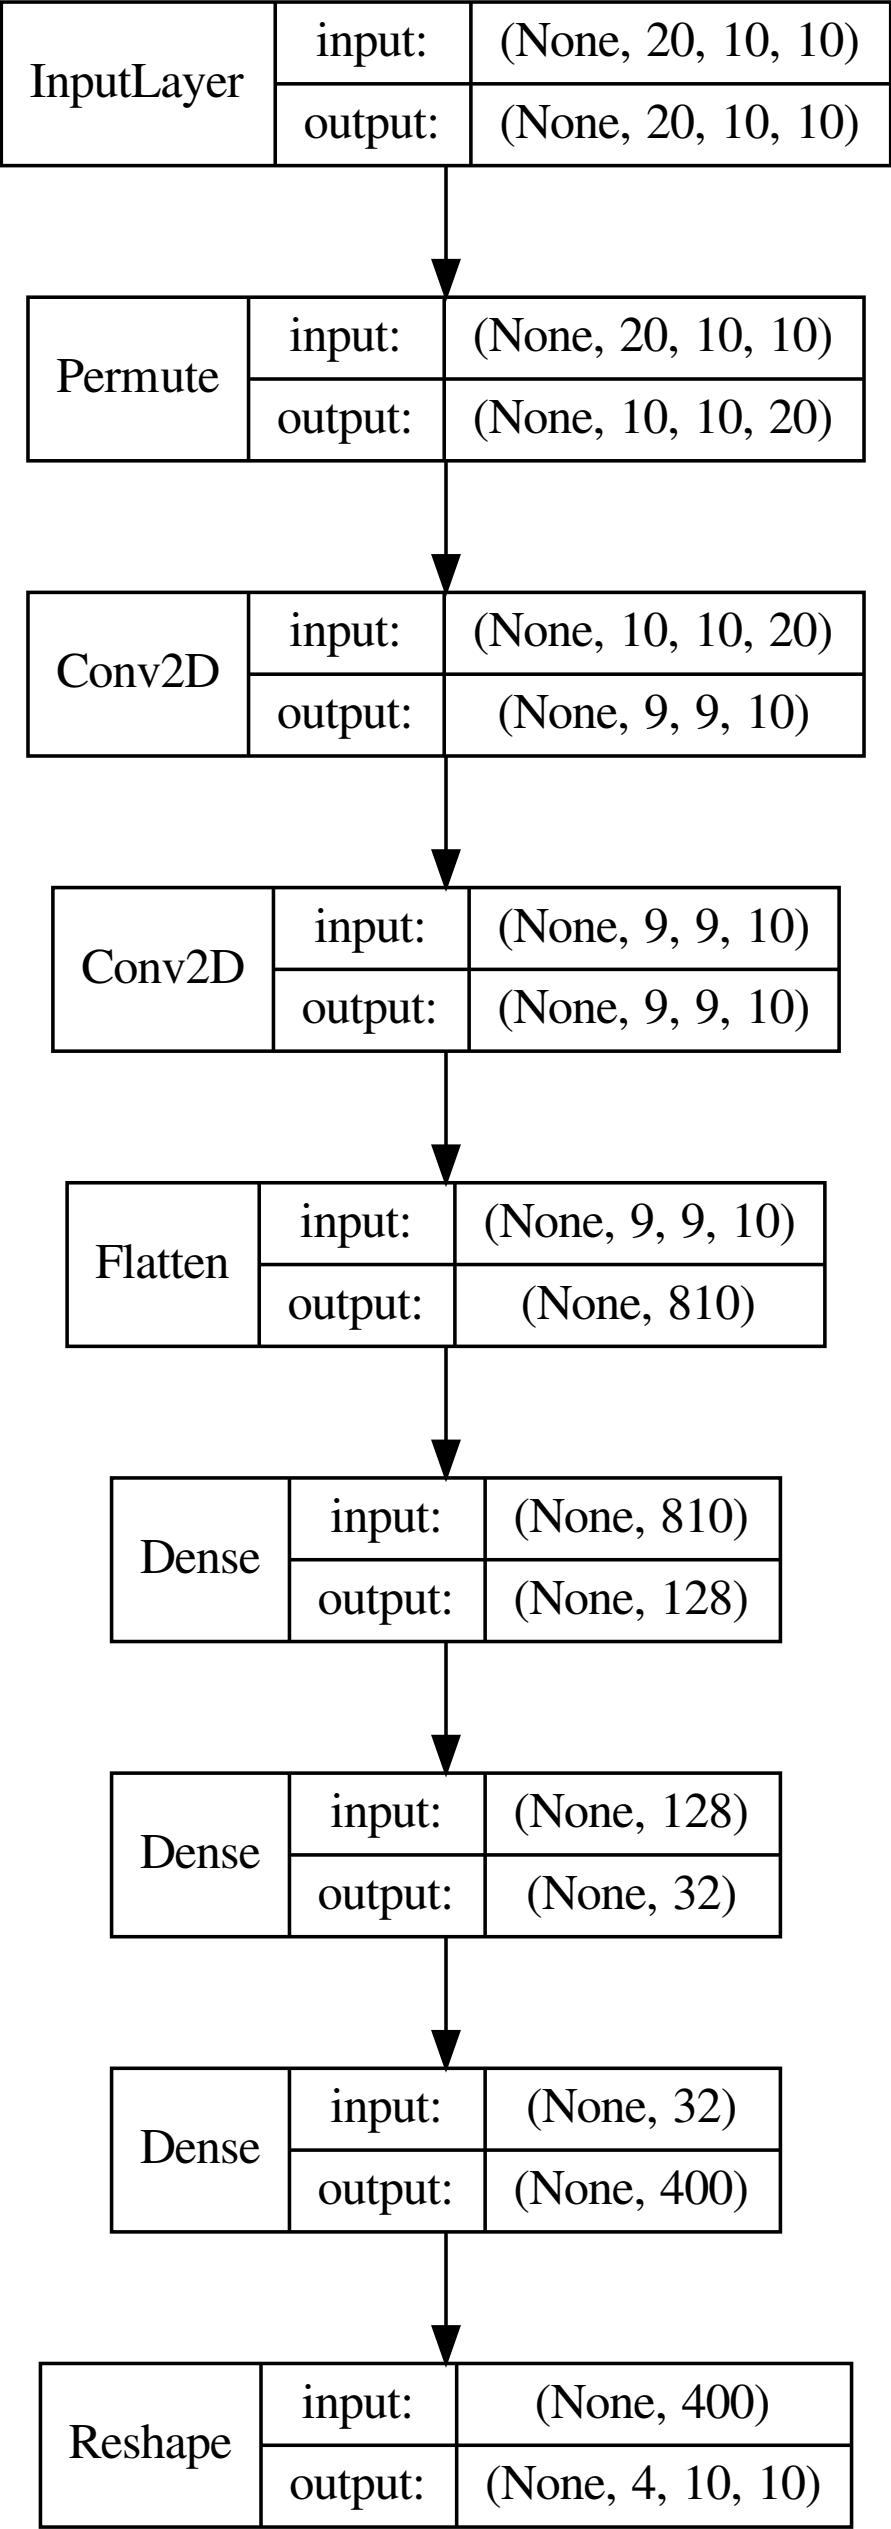 InputLayer
input: (None, 20, 10, 10)
output: (None, 20, 10, 10)
Permute
input: (None, 20, 10, 10)
output: (None, 10, 10, 20)
Conv2D
input: (None, 10, 10, 20)
output: (None, 9, 9, 10)
Conv2D
input: (None, 9, 9, 10)
output: (None, 9, 9, 10)
Flatten
input: (None, 9, 9, 10)
output: (None, 810)
Dense
input: (None, 810)
output: (None, 128)
Dense
input: (None, 128)
output: (None, 32)
Dense
input: (None, 32)
output: (None, 400)
Reshape
input: (None, 400)
output: (None, 4, 10, 10)